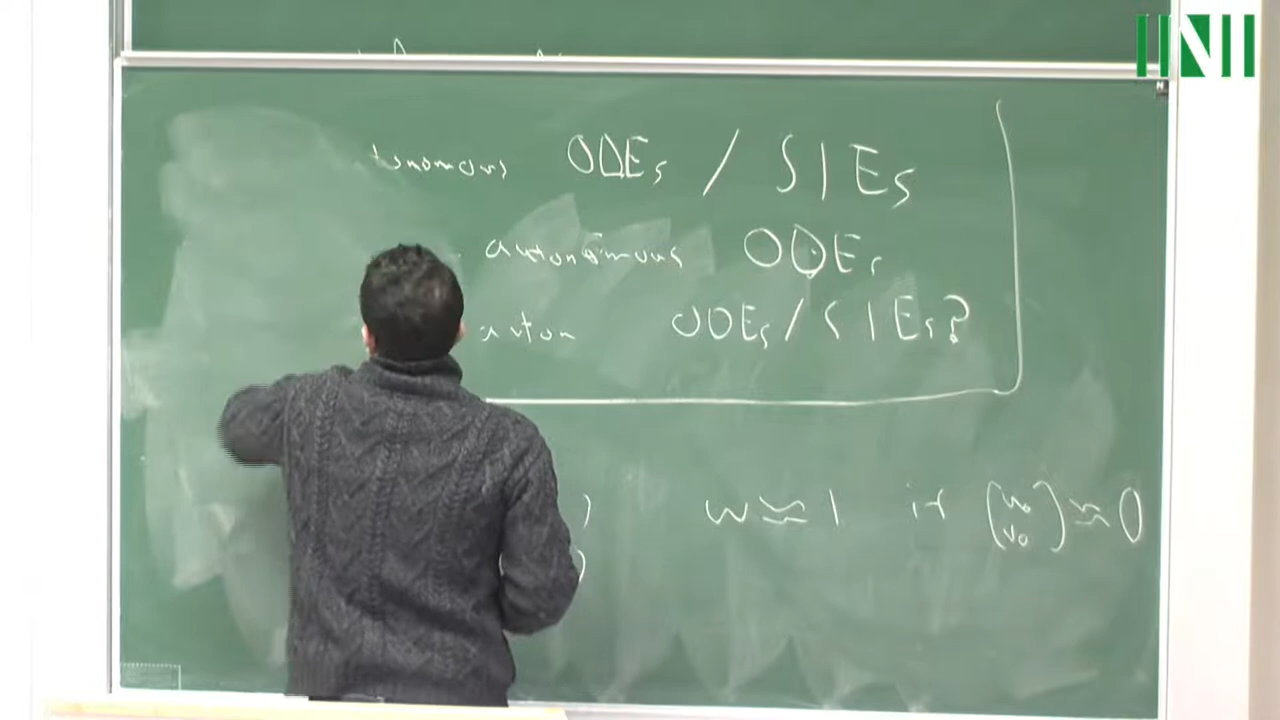 tonomous ODEs / SIEs
autonomous ODEs
auton ODEs / SIEs?
) w ≈ 1 if (u₀ v₀) ≈ 0
)